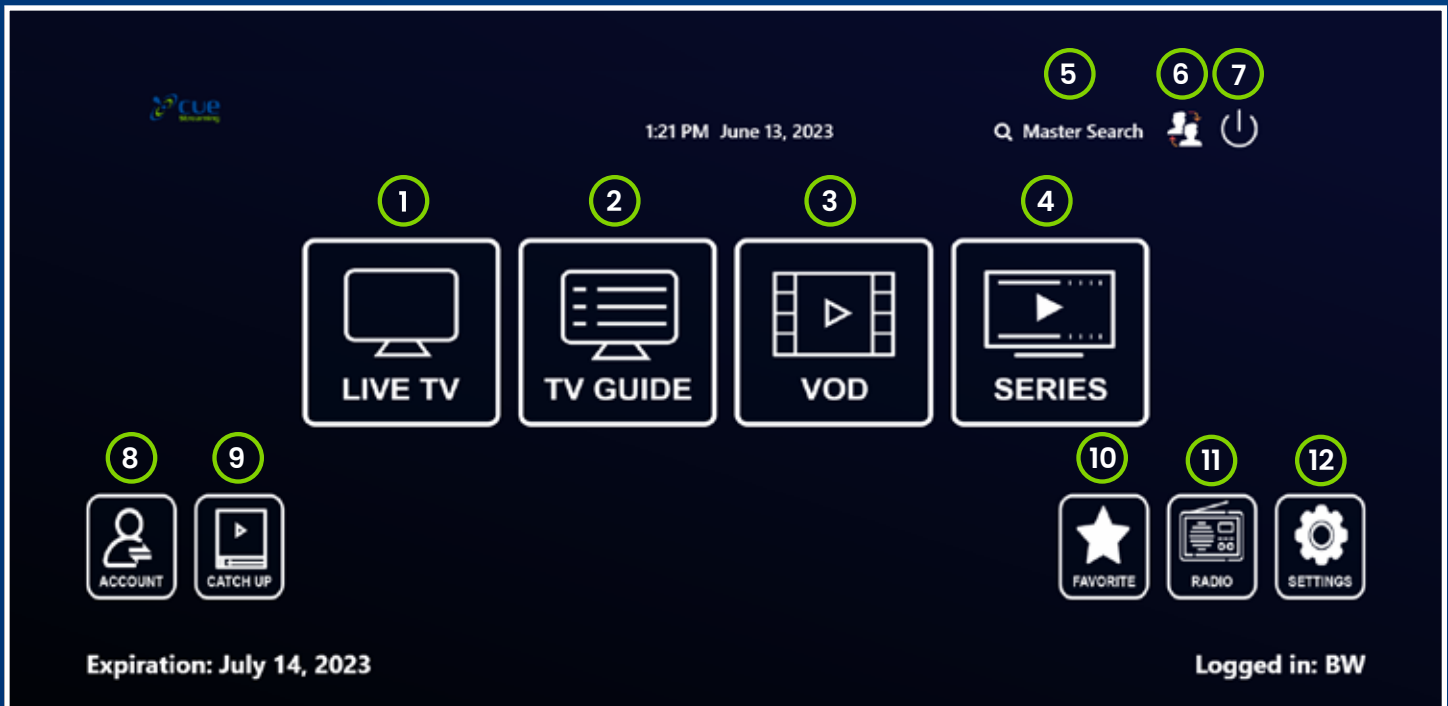 5 6 7
cue
Streaming
1:21 PM June 13, 2023
Master Search
1 2 3 4
LIVE TV TV GUIDE VOD SERIES
8 9 10 11 12
ACCOUNT CATCH UP FAVORITE RADIO SETTINGS
Expiration: July 14, 2023 Logged in: BW